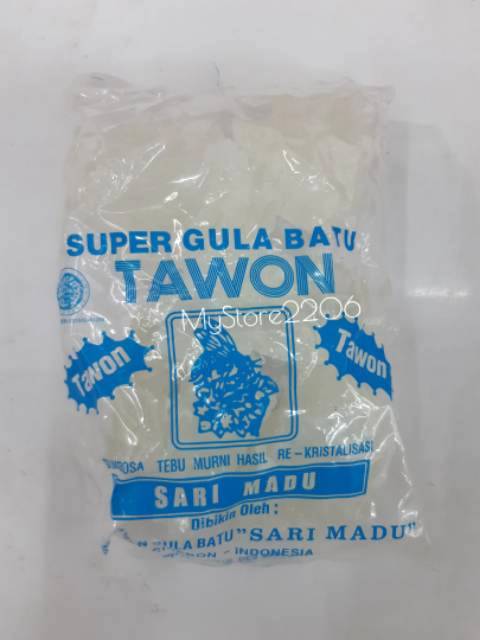 SUPER GULA BATU
TAWON
MyStore2206
Tawon
Tawon
TEBU MURNI HASIL RE-KRISTALISASI
SARI MADU
Dibikin Oleh :
GULA BATU "SARI MADU"
- INDONESIA